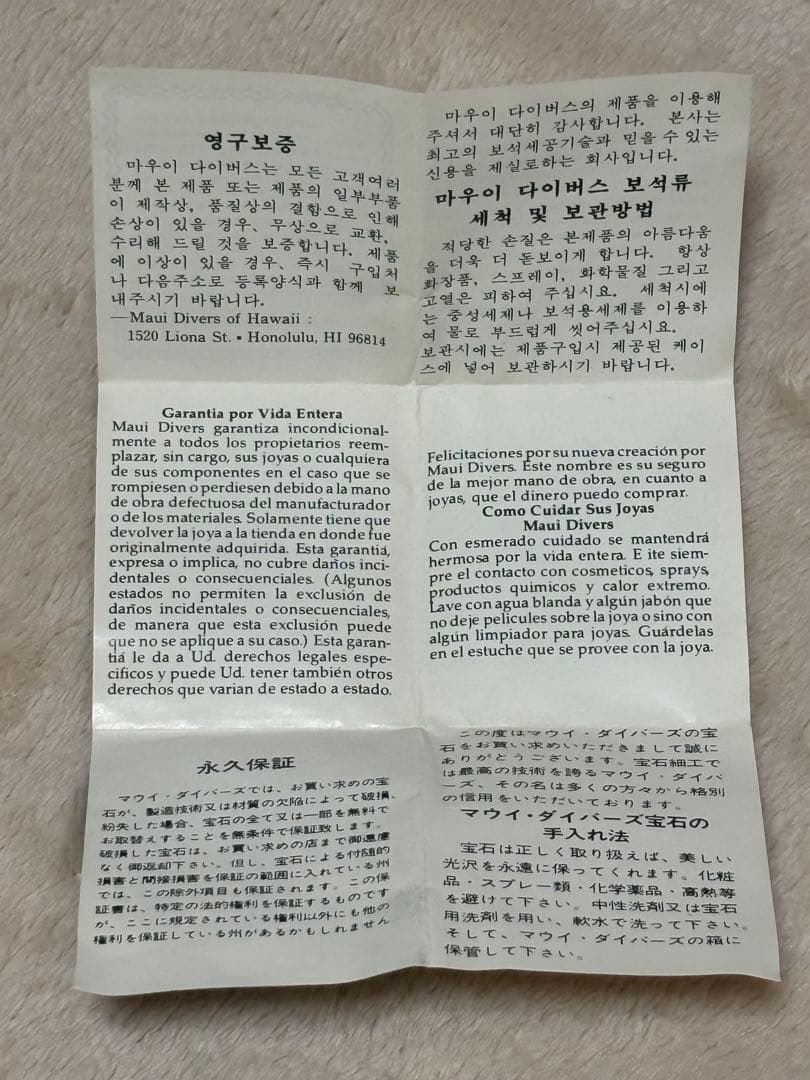 영구보증
마우이 다이버스는 모든 고객여러
분께 본 제품 또는 제품의 일부부품
이 제작상, 품질상의 결함으로 인해
손상이 있을 경우, 무상으로 교환,
수리해 드릴 것을 보증합니다. 제품
에 이상이 있을 경우, 즉시 구입처
나 다음주소로 등록양식과 함께 보
내주시기 바랍니다.
—Maui Divers of Hawaii :
1520 Liona St. ▪ Honolulu, HI 96814
마우이 다이버스의 제품을 이용해
주셔서 대단히 감사합니다. 본사는
최고의 보석세공기술과 믿을 수 있는
신용을 제실로하는 회사입니다.
마우이 다이버스 보석류
세척 및 보관방법
적당한 손질은 본제품의 아름다움
을 더욱 더 돋보이게 합니다. 항상
화장품, 스프레이, 화학물질 그리고
고열은 피하여 주십시요. 세척시에
는 중성세제나 보석용세제를 이용하
여 물로 부드럽게 씻어주십시요.
보관시에는 제품구입시 제공된 케이
스에 넣어 보관하시기 바랍니다.
Garantia por Vida Entera
Maui Divers garantiza incondicional-
mente a todos los propietarios reem-
plazar, sin cargo, sus joyas o cualquiera
de sus componentes en el caso que se
rompiesen o perdiesen debido a la mano
de obra defectuosa del manufacturador
o de los materiales. Solamente tiene que
devolver la joya a la tienda en donde fue
originalmente adquirida. Esta garantiá,
expresa o implica, no cubre daños inci-
dentales o consecuenciales. (Algunos
estados no permiten la exclusión de
daños incidentales o consecuenciales,
de manera que esta exclusión puede
que no se aplique a su caso.) Esta garan-
tiá le da a Ud. derechos legales espe-
cificos y puede Ud. tener también otros
derechos que varian de estado a estado.
Felicitaciones por su nueva creación por
Maui Divers. Este nombre es su seguro
de la mejor mano de obra, en cuanto a
joyas, que el dinero puedo comprar.
Como Cuidar Sus Joyas
Maui Divers
Con esmerado cuidado se mantendrá
hermosa por la vida entera. E ite siem-
pre el contacto con cosmeticos, sprays,
productos quimicos y calor extremo.
Lave con agua blanda y algún jabón que
no deje peliculas sobre la joya o sino con
algún limpiador para joyas. Guárdelas
en el estuche que se provee con la joya.
永久保証
マウイ・ダイバーズでは、お買い求めの宝
石が、製造技術又は材質の欠陥によって破損、
紛失した場合、宝石の全て又は一部を無料で
お取替えすることを無条件で保証致します。
破損した宝石は、お買い求めの店まで御遠慮
なく御返却下さい。但し、宝石による付随的
損害と間接損害を保証の範囲に入れている州
では、この除外項目も保証されます。この保
証書は、特定の法的権利を保証するものです
が、ここに規定されている権利以外にも他の
権利を保証している州があるかもしれません
この度はマウイ・ダイバーズの宝
石をお買い求めいただきまして誠に
ありがとうございます。宝石細工で
は最高の技術を誇るマウイ・ダイバ
ーズ、その名は多くの方々から格別
の信用をいただいております。
マウイ・ダイバーズ宝石の
手入れ法
宝石は正しく取り扱えば、美しい
光沢を永遠に保ってくれます。化粧
品・スプレー類・化学薬品・高熱等
を避けて下さい。中性洗剤又は宝石
用洗剤を用い、軟水で洗って下さい。
そして、マウイ・ダイバーズの箱に
保管して下さい。